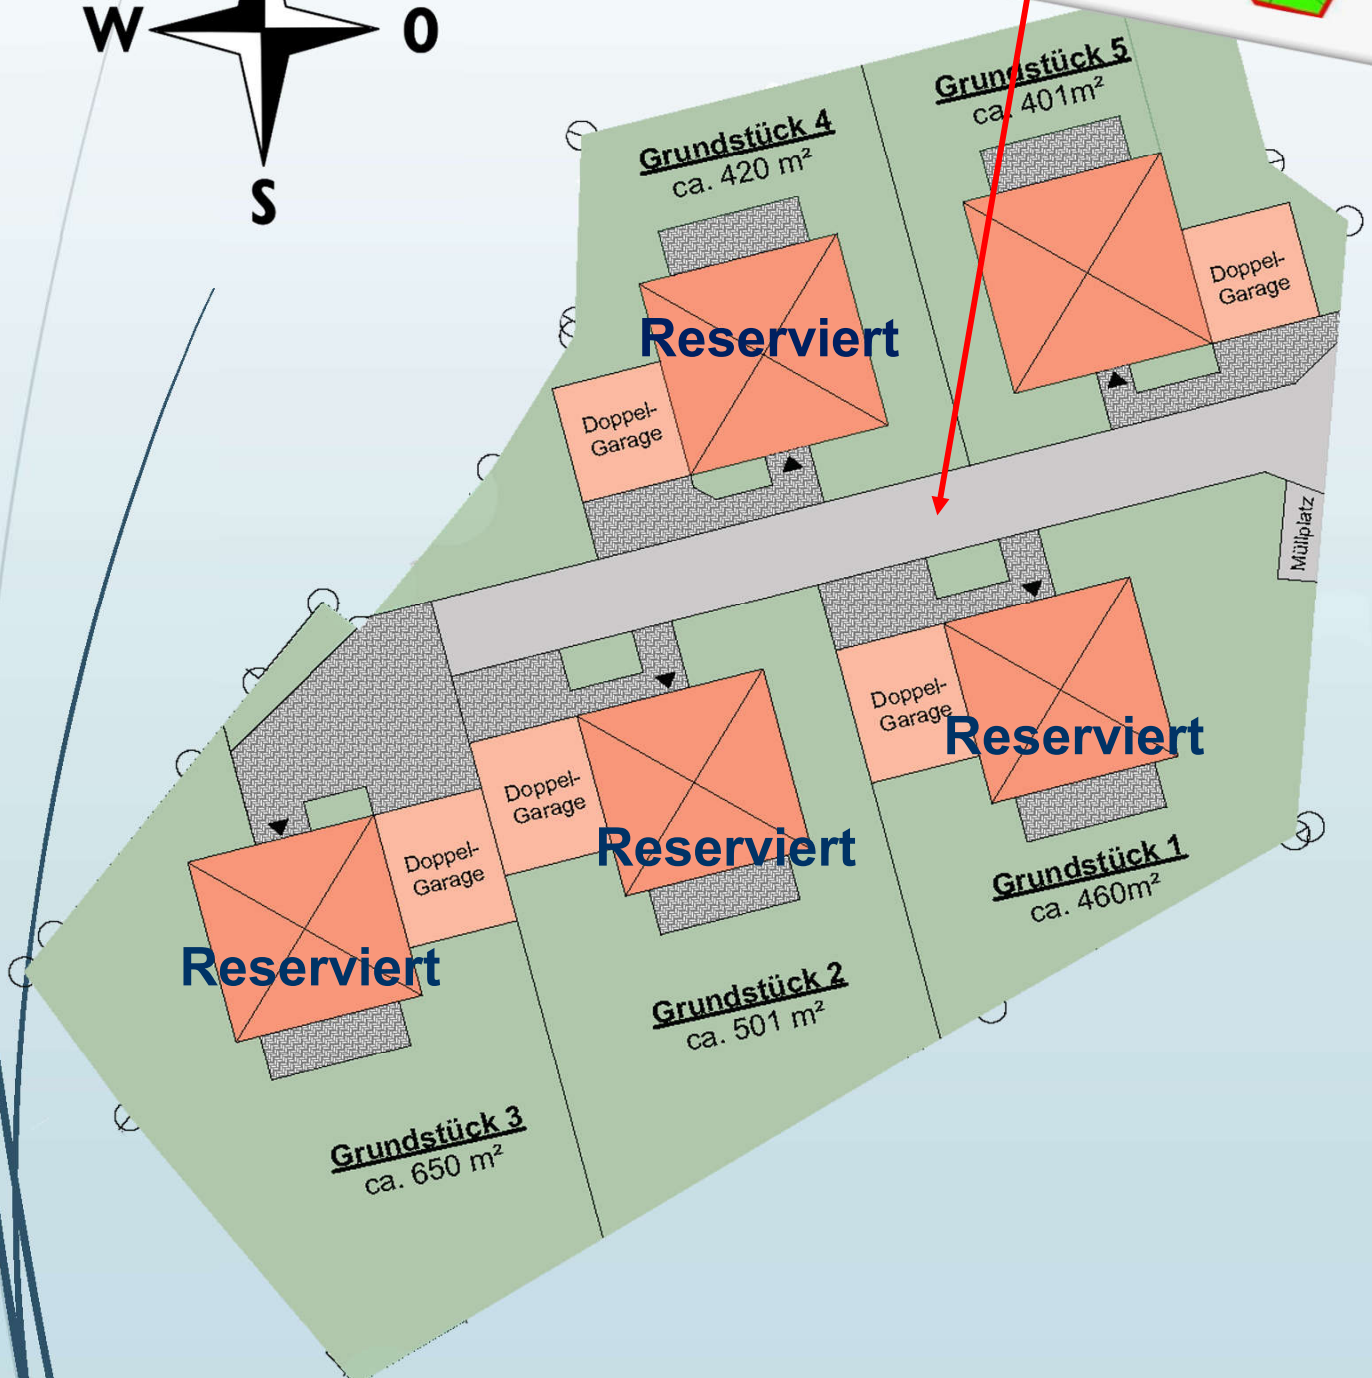 W
O
S
Grundstück 5
ca. 401m²
Grundstück 4
ca. 420 m²
Doppel-
Garage
Reserviert
Doppel-
Garage
Müllplatz
Doppel-
Garage
Reserviert
Grundstück 1
ca. 460m²
Doppel-
Garage
Reserviert
Grundstück 2
ca. 501 m²
Doppel-
Garage
Reserviert
Grundstück 3
ca. 650 m²